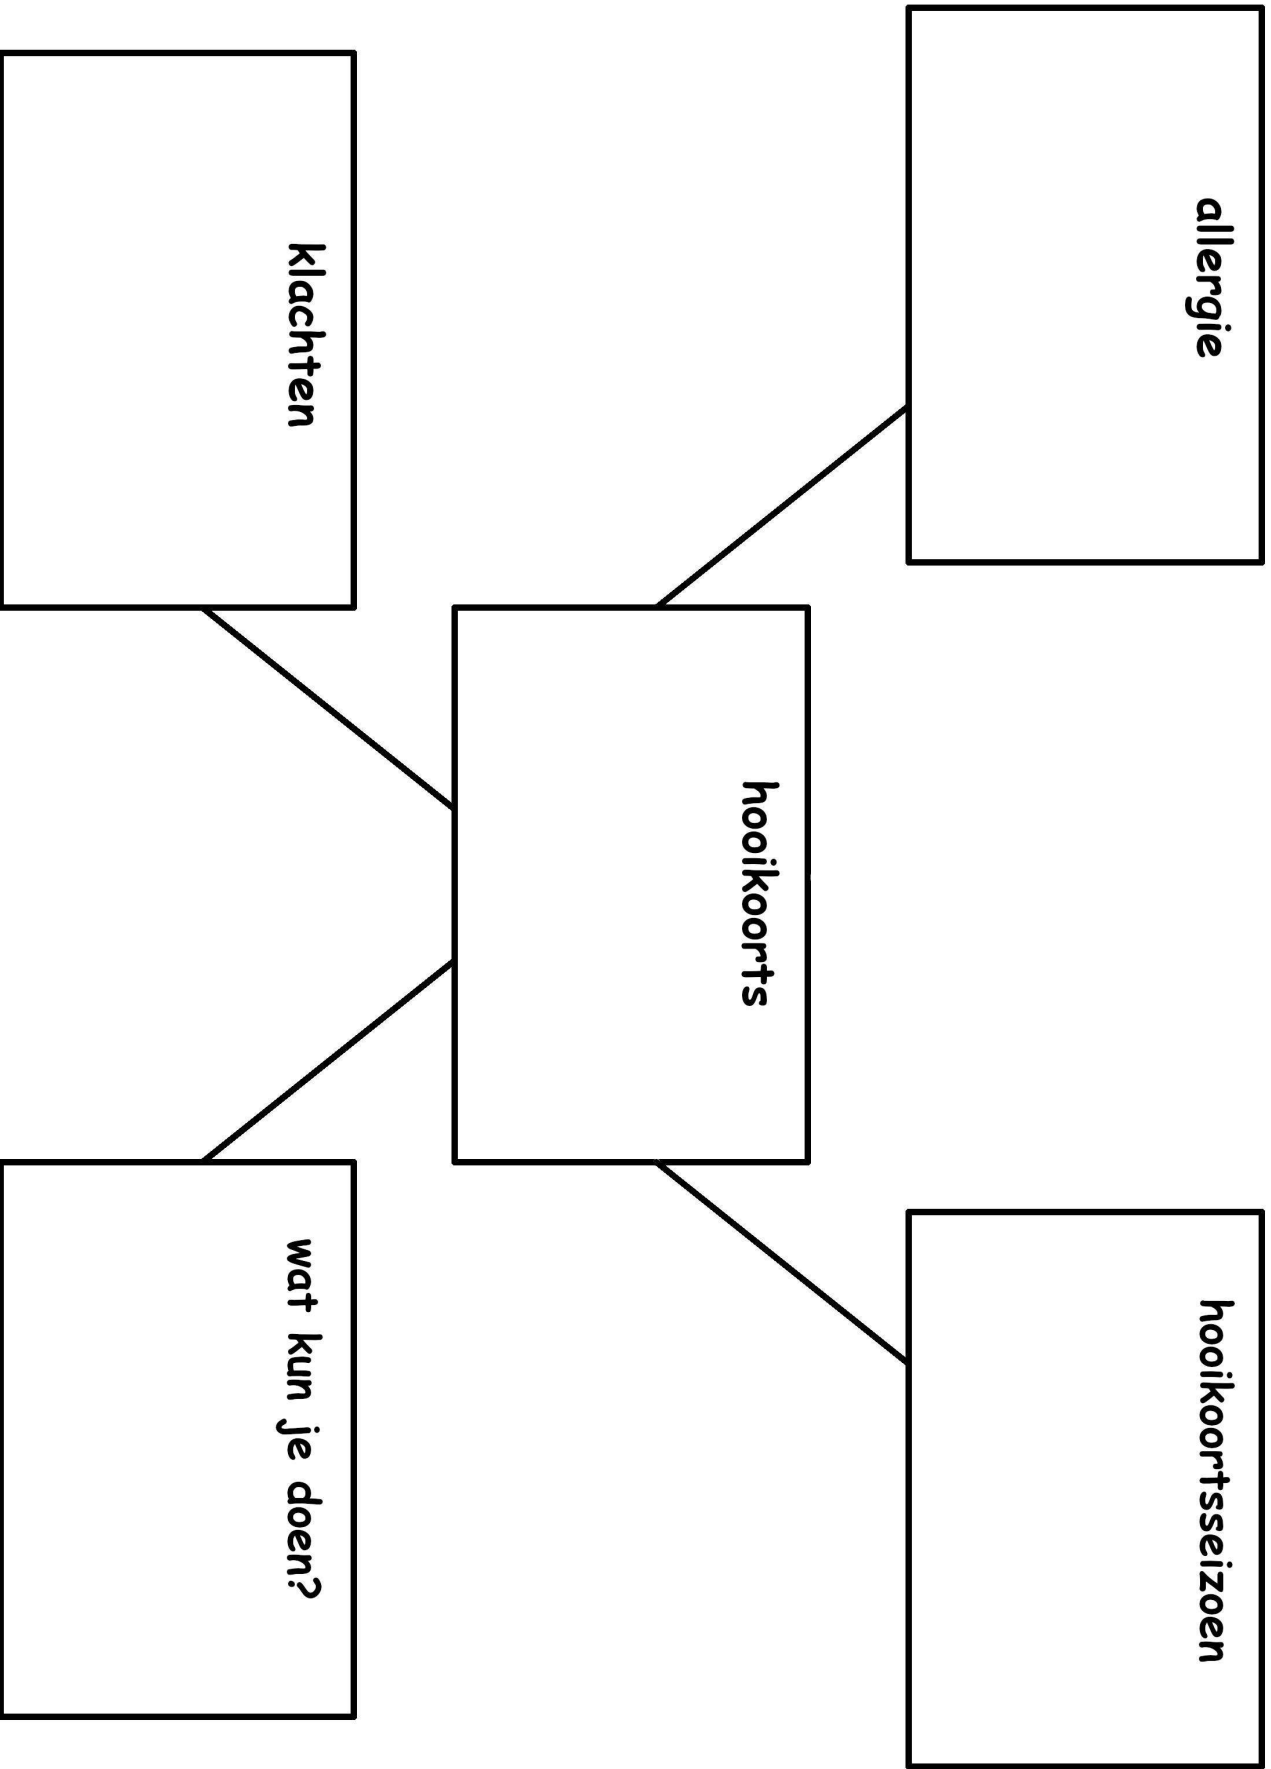 allergie
hooikoortsseizoen
hooikoorts
klachten
wat kun je doen?